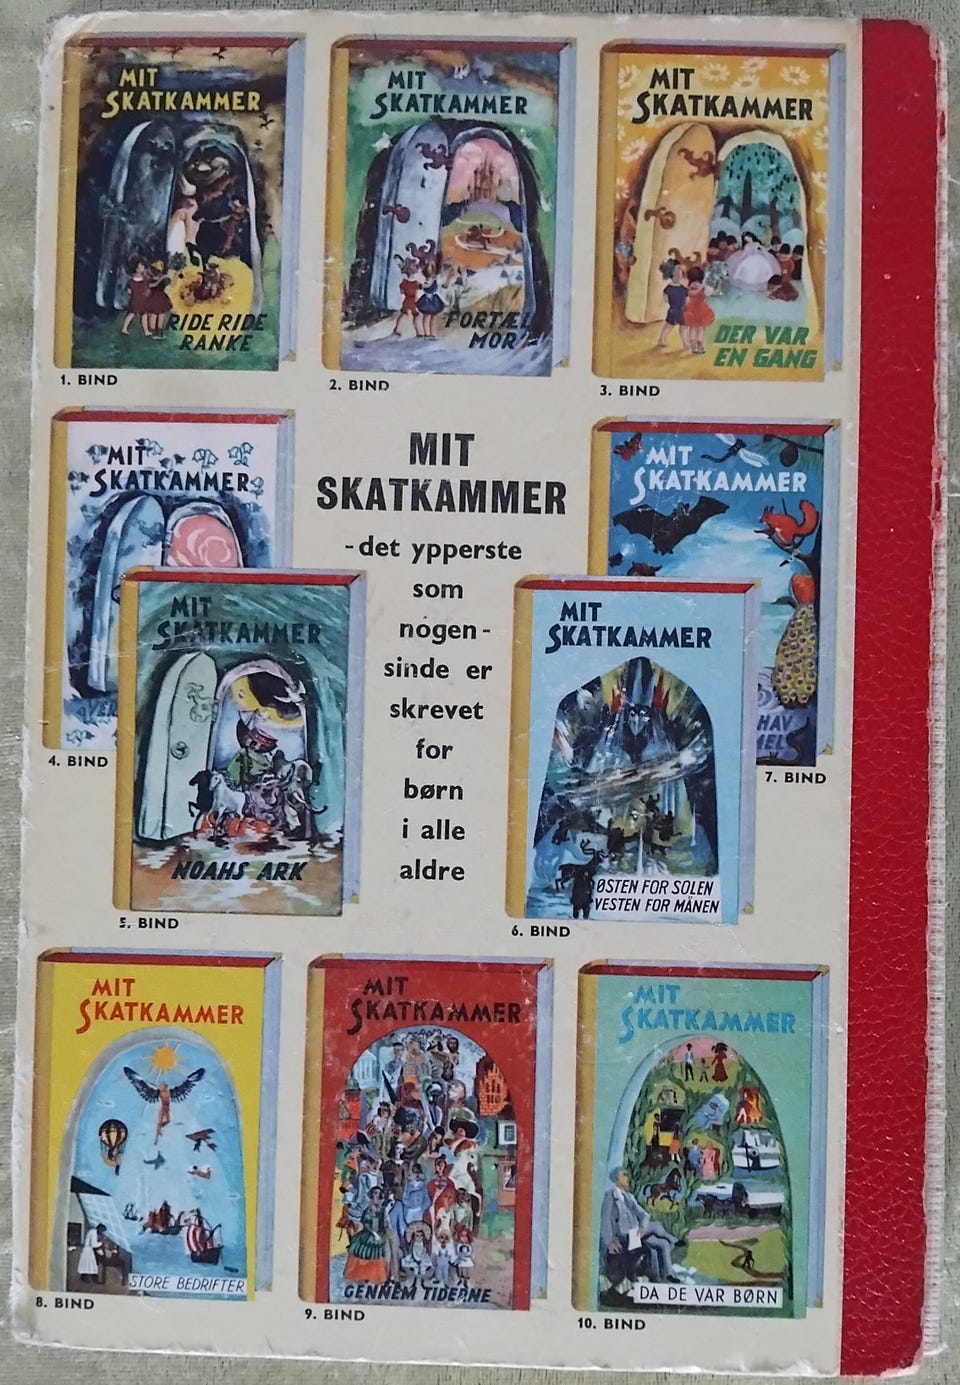 MIT
SKATKAMMER
RIDE RIDE
RANKE
1. BIND
MIT
SKATKAMMER
FORTÆL
MOR
2. BIND
MIT
SKATKAMMER
DER VAR
EN GANG
3. BIND
MIT
SKATKAMMER
4. BIND
MIT
SKATKAMMER
- det ypperste
som
nogen-
sinde er
skrevet
for
børn
i alle
aldre
MIT
SKATKAMMER
HAV
7. BIND
MIT
SKATKAMMER
NOAHS ARK
5. BIND
MIT
SKATKAMMER
ØSTEN FOR SOLEN
VESTEN FOR MÅNEN
6. BIND
MIT
SKATKAMMER
STORE BEDRIFTER
8. BIND
MIT
SKATKAMMER
GENNEM TIDERNE
9. BIND
MIT
SKATKAMMER
DA DE VAR BØRN
10. BIND